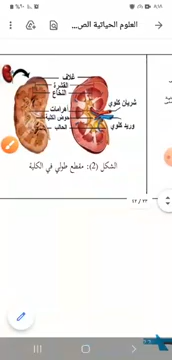 العلوم الحياتية الص...
غلاف
القشرة
النخاع
شريان كلوي
أهرامات
حوض الكلية
وريد كلوي
الحالب
الشكل (2): مقطع طولي في الكلية
١٢/٢٣